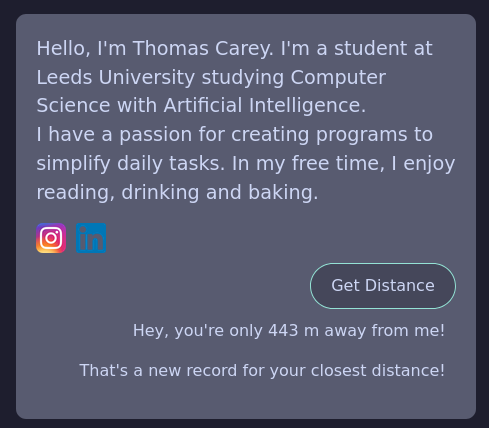 Hello, I'm Thomas Carey. I'm a student at
Leeds University studying Computer
Science with Artificial Intelligence.
I have a passion for creating programs to
simplify daily tasks. In my free time, I enjoy
reading, drinking and baking.
in
Get Distance
Hey, you're only 443 m away from me!
That's a new record for your closest distance!